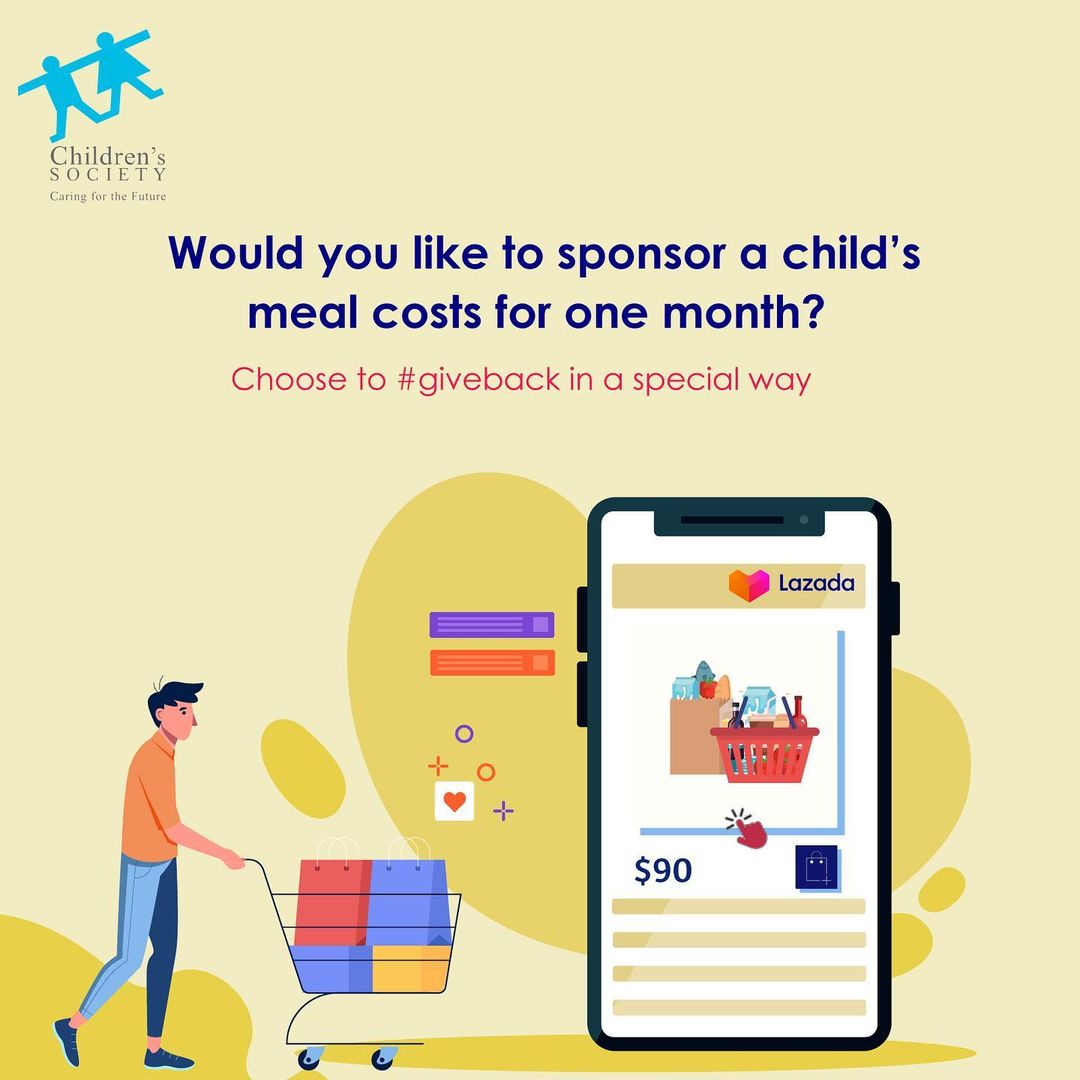 Children's
SOCIETY
Caring for the Future
Would you like to sponsor a child's
meal costs for one month?
Choose to #giveback in a special way
Lazada
$90